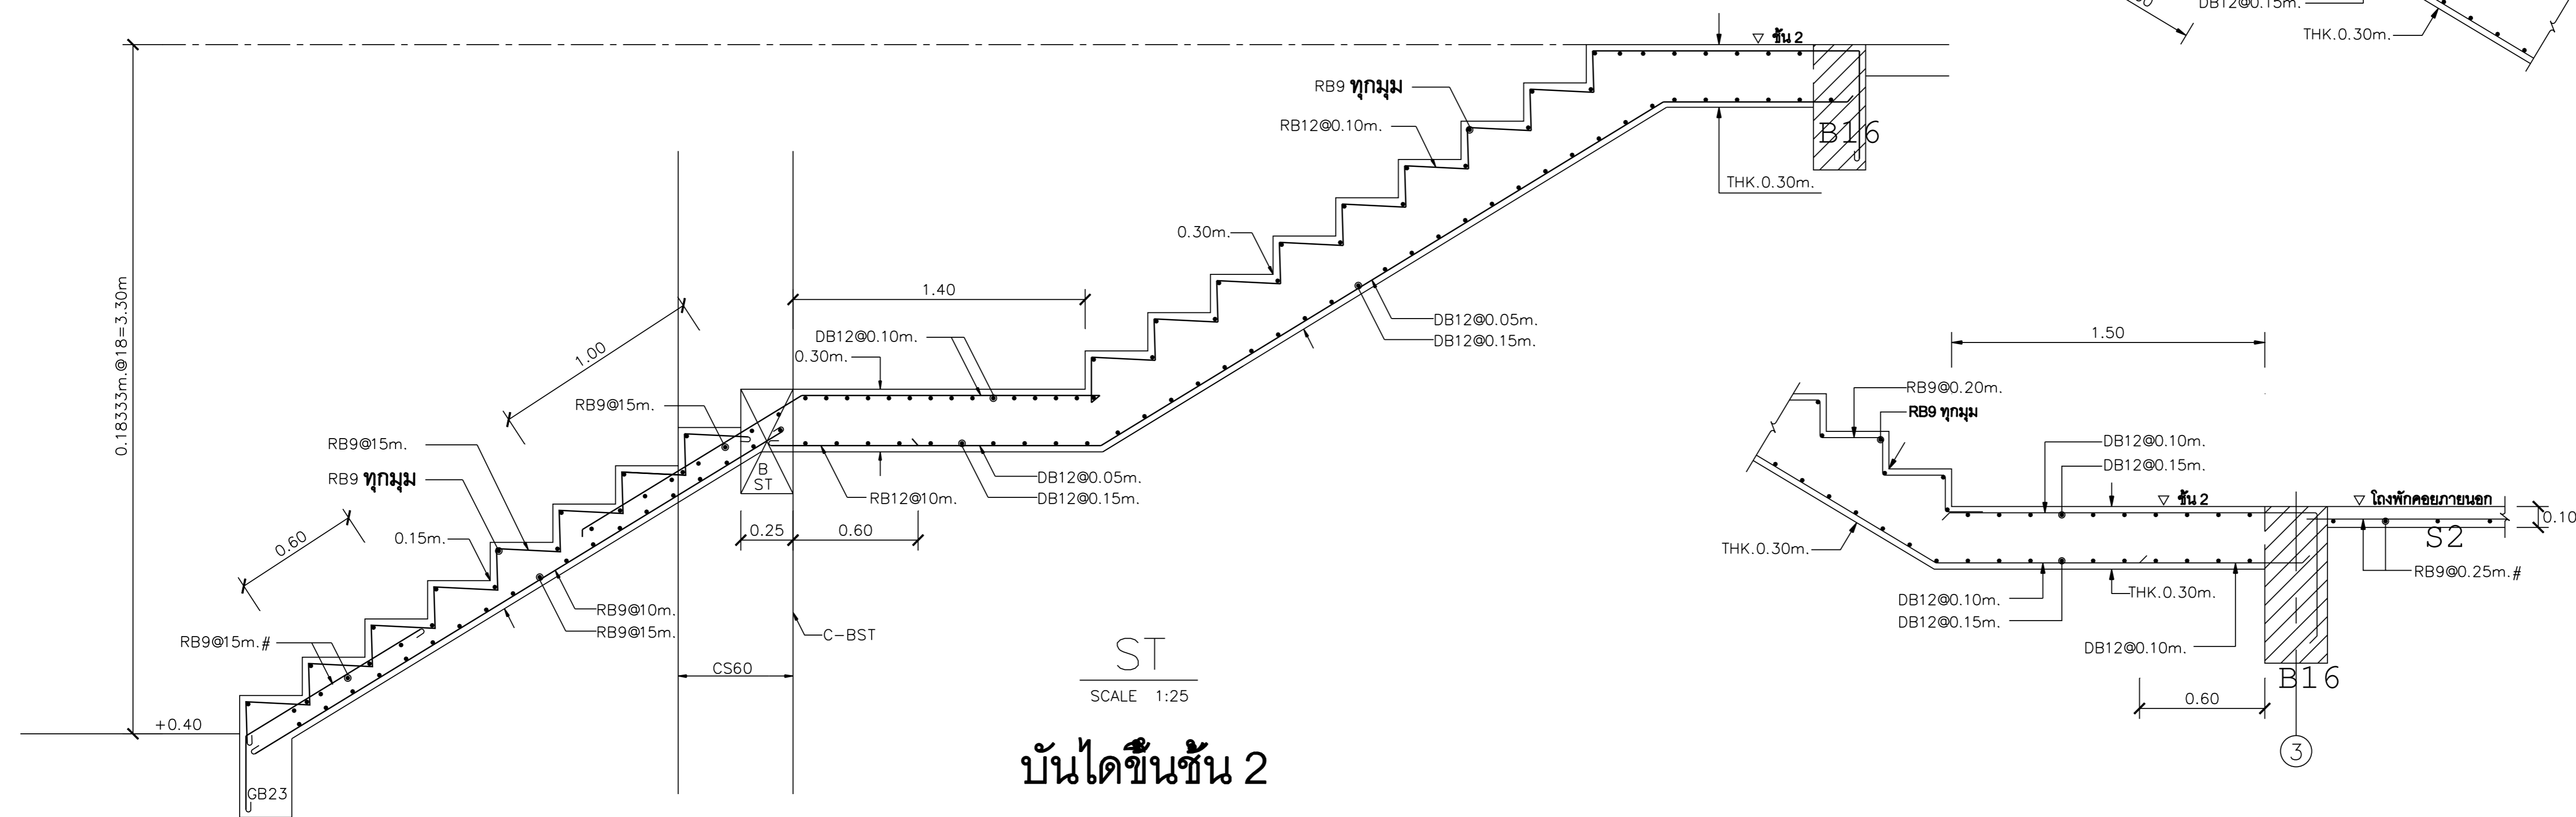 DB12@0.15m.
THK.0.30m.
▽ ชั้น 2
RB9 ทุกมุม
RB12@0.10m.
B16
THK.0.30m.
0.30m.
0.18333m.@18=3.30m
1.40
1.00
DB12@0.10m.
0.30m.
DB12@0.05m.
DB12@0.15m.
RB9@15m.
RB9@15m.
RB9 ทุกมุม
B
ST
RB12@10m.
DB12@0.05m.
DB12@0.15m.
0.60
0.15m.
0.25
0.60
RB9@10m.
RB9@15m.
RB9@15m.#
C-BST
CS60
+0.40
GB23
ST
SCALE 1:25
บันไดขึ้นชั้น 2
1.50
RB9@0.20m.
RB9 ทุกมุม
DB12@0.10m.
DB12@0.15m.
▽ ชั้น 2
▽ โถงพักคอยภายนอก
0.10
S2
THK.0.30m.
RB9@0.25m.#
DB12@0.10m.
DB12@0.15m.
THK.0.30m.
DB12@0.10m.
B16
0.60
3